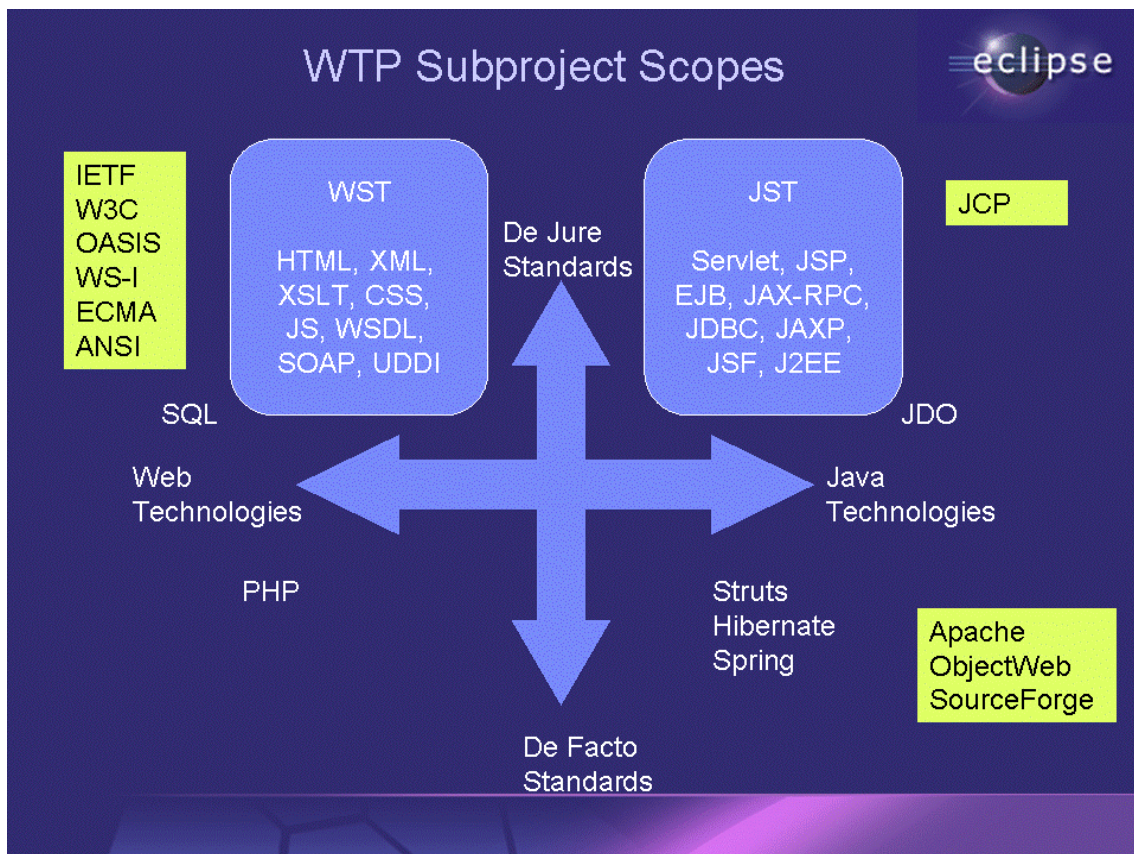 WTP Subproject Scopes
eclipse
IETF
W3C
OASIS
WS-I
ECMA
ANSI
WST
HTML, XML,
XSLT, CSS,
JS, WSDL,
SOAP, UDDI
De Jure
Standards
JST
Servlet, JSP,
EJB, JAX-RPC,
JDBC, JAXP,
JSF, J2EE
JCP
SQL
JDO
Web
Technologies
Java
Technologies
PHP
Struts
Hibernate
Spring
Apache
ObjectWeb
SourceForge
De Facto
Standards